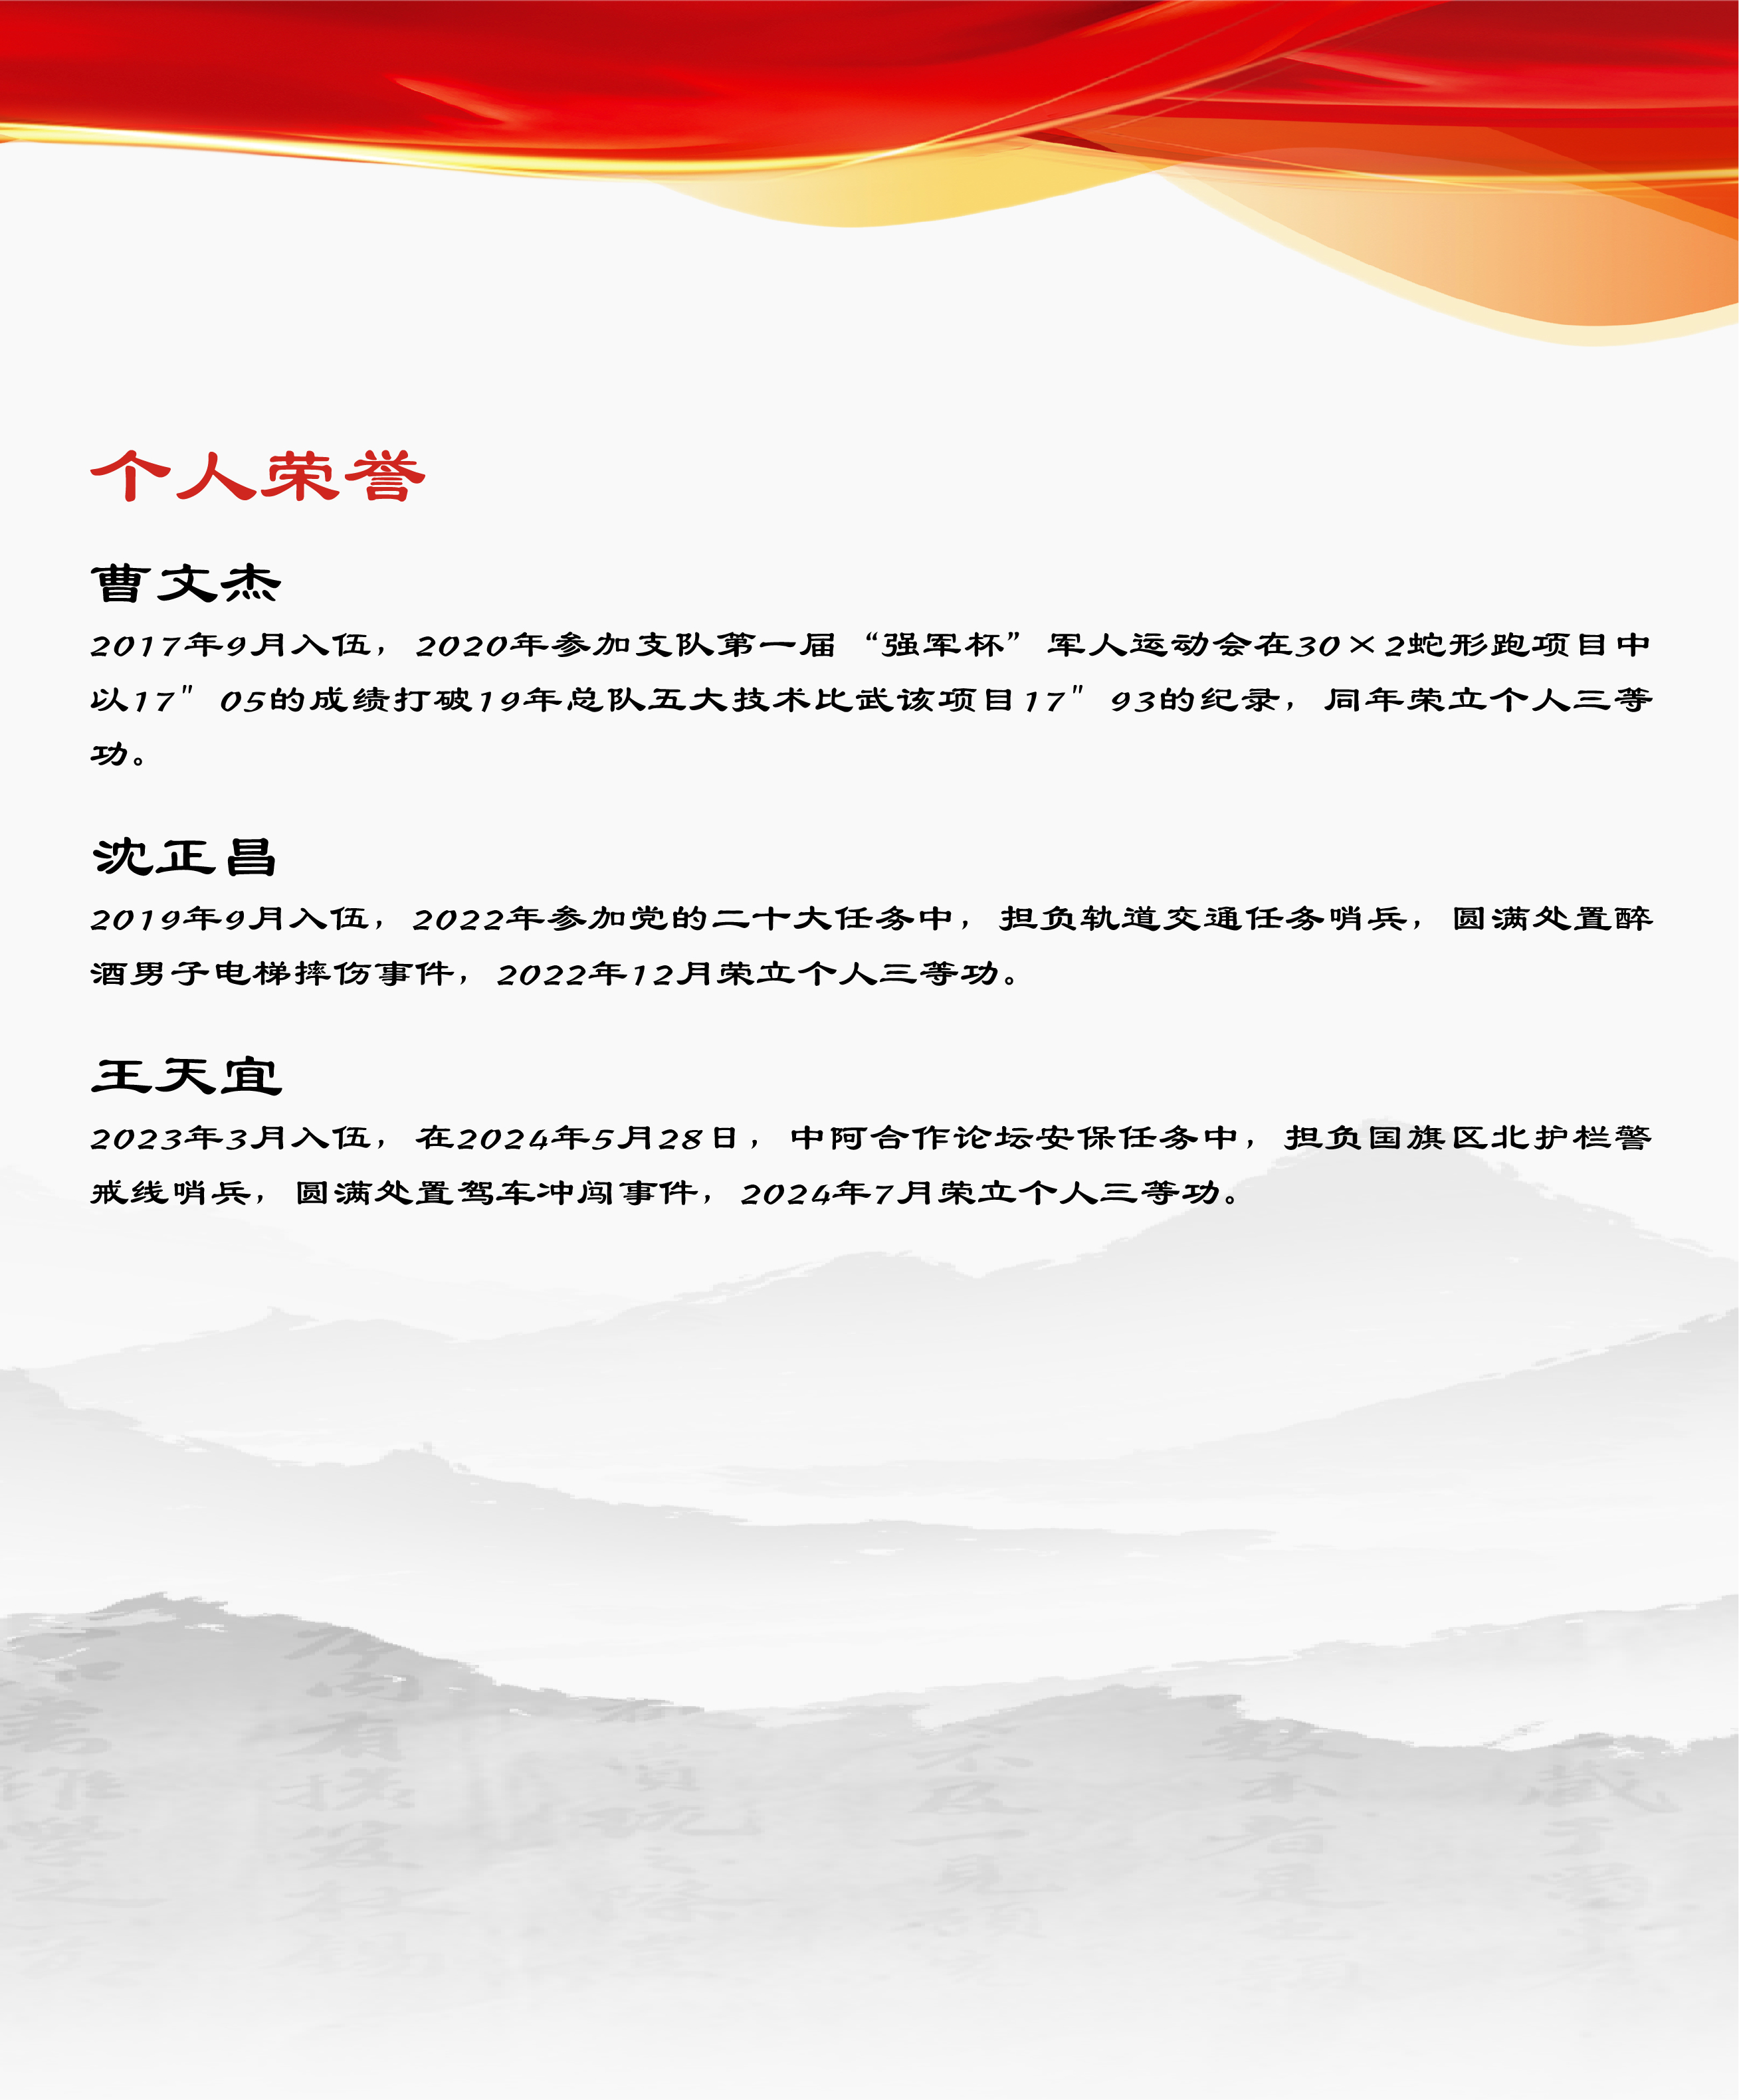 个人荣誉
曹文杰
2017年9月入伍，2020年参加支队第一届“强军杯”军人运动会在30×2蛇形跑项目中
以17"05的成绩打破19年总队五大技术比武该项目17"93的纪录，同年荣立个人三等
功。
沈正昌
2019年9月入伍，2022年参加党的二十大任务中，担负轨道交通任务哨兵，圆满处置醉
酒男子电梯摔伤事件，2022年12月荣立个人三等功。
王天宜
2023年3月入伍，在2024年5月28日，中阿合作论坛安保任务中，担负国旗区北护栏警
戒线哨兵，圆满处置驾车冲闯事件，2024年7月荣立个人三等功。